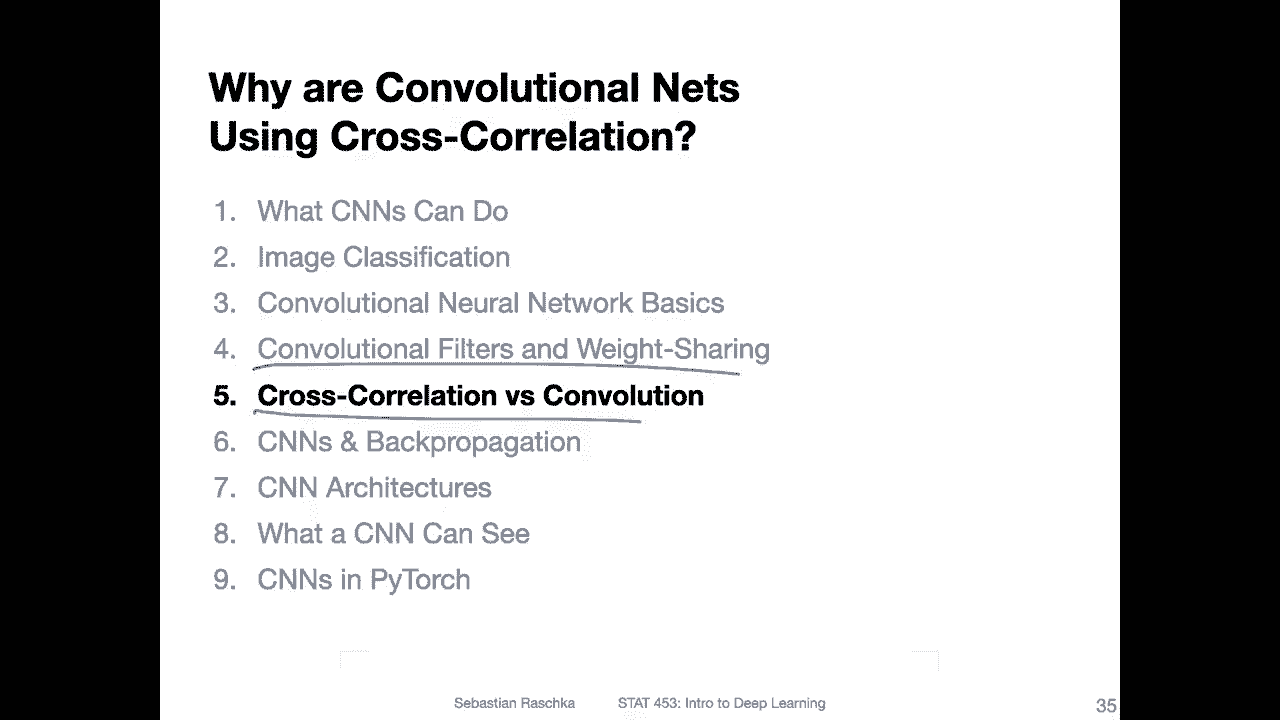 Why are Convolutional Nets
Using Cross-Correlation?
1. What CNNs Can Do
2. Image Classification
3. Convolutional Neural Network Basics
4. Convolutional Filters and Weight-Sharing
5. Cross-Correlation vs Convolution
6. CNNs & Backpropagation
7. CNN Architectures
8. What a CNN Can See
9. CNNs in PyTorch
Sebastian Raschka STAT 453: Intro to Deep Learning 35